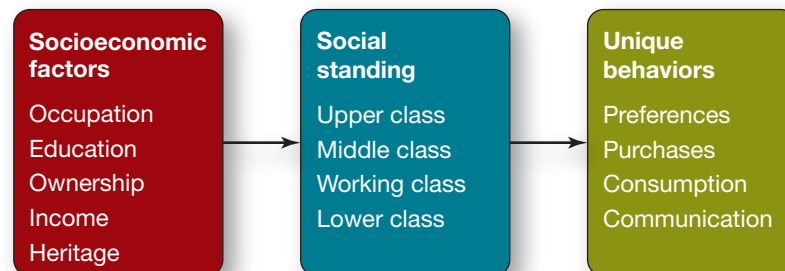 Socioeconomic
factors
Occupation
Education
Ownership
Income
Heritage
Social
standing
Upper class
Middle class
Working class
Lower class
Unique
behaviors
Preferences
Purchases
Consumption
Communication